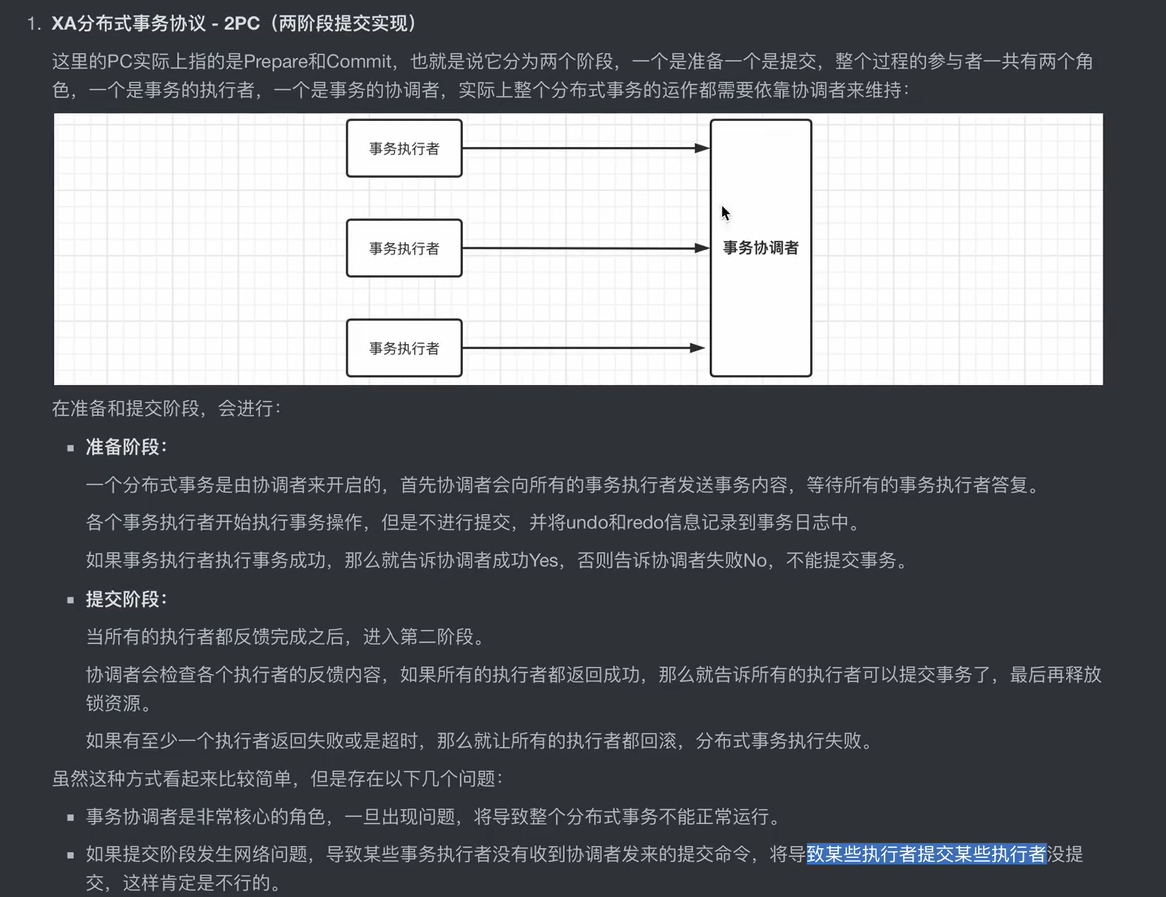 1. XA分布式事务协议 - 2PC（两阶段提交实现）
这里的PC实际上指的是Prepare和Commit，也就是说它分为两个阶段，一个是准备一个是提交，整个过程的参与者一共有两个角
色，一个是事务的执行者，一个是事务的协调者，实际上整个分布式事务的运作都需要依靠协调者来维持：
事务执行者
事务执行者
事务协调者
事务执行者
在准备和提交阶段，会进行：
▪ 准备阶段：
一个分布式事务是由协调者来开启的，首先协调者会向所有的事务执行者发送事务内容，等待所有的事务执行者答复。
各个事务执行者开始执行事务操作，但是不进行提交，并将undo和redo信息记录到事务日志中。
如果事务执行者执行事务成功，那么就告诉协调者成功Yes，否则告诉协调者失败No，不能提交事务。
▪ 提交阶段：
当所有的执行者都反馈完成之后，进入第二阶段。
协调者会检查各个执行者的反馈内容，如果所有的执行者都返回成功，那么就告诉所有的执行者可以提交事务了，最后再释放
锁资源。
如果有至少一个执行者返回失败或是超时，那么就让所有的执行者都回滚，分布式事务执行失败。
虽然这种方式看起来比较简单，但是存在以下几个问题：
▪ 事务协调者是非常核心的角色，一旦出现问题，将导致整个分布式事务不能正常运行。
▪ 如果提交阶段发生网络问题，导致某些事务执行者没有收到协调者发来的提交命令，将导致某些执行者提交某些执行者没提
交，这样肯定是不行的。